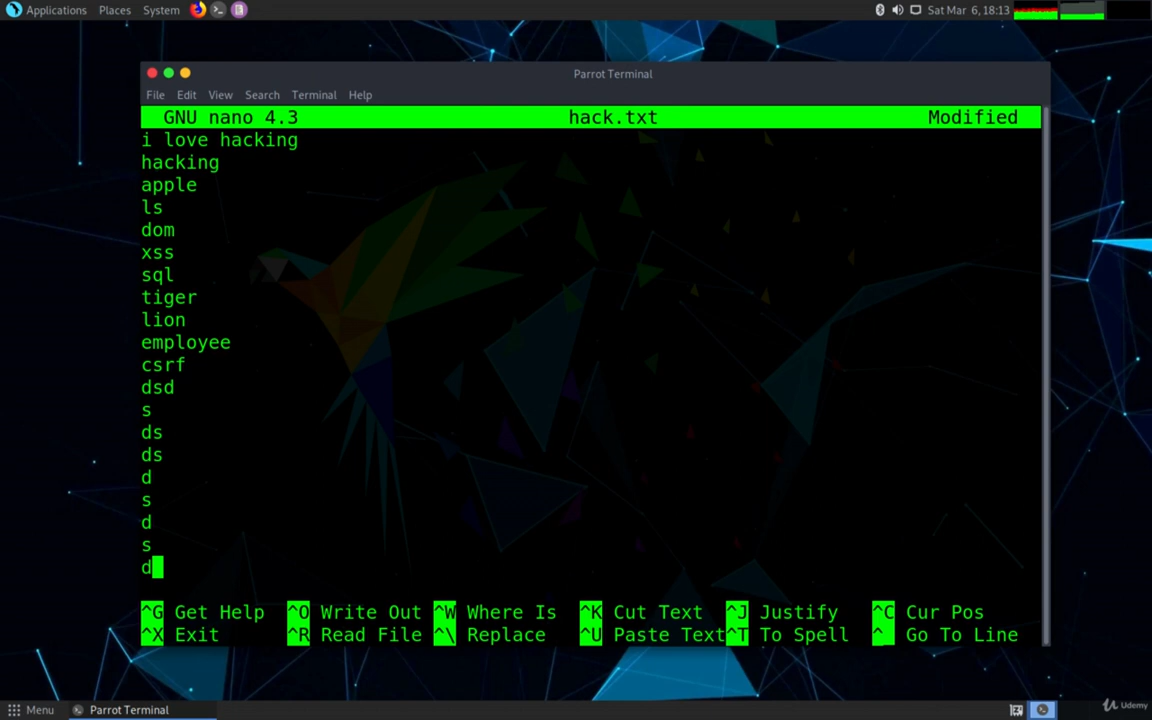 Applications Places System Sat Mar 6, 18:13
Parrot Terminal
File Edit View Search Terminal Help
GNU nano 4.3 hack.txt Modified
i love hacking
hacking
apple
ls
dom
xss
sql
tiger
lion
employee
csrf
dsd
s
ds
ds
d
s
d
s
d
^G Get Help ^O Write Out ^W Where Is ^K Cut Text ^J Justify ^C Cur Pos
^X Exit ^R Read File ^\ Replace ^U Paste Text ^T To Spell ^_ Go To Line
Menu Parrot Terminal Udemy